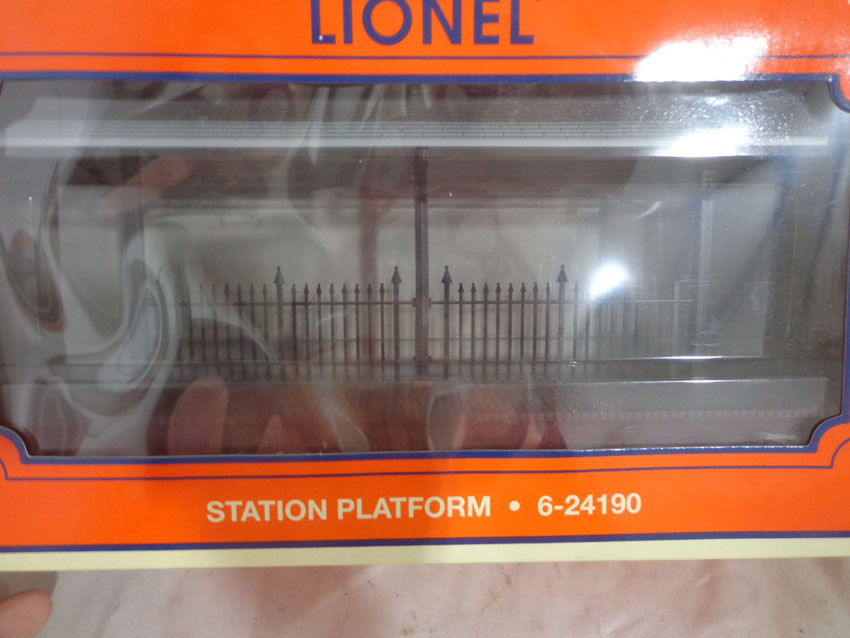 LIONEL
STATION PLATFORM • 6-24190